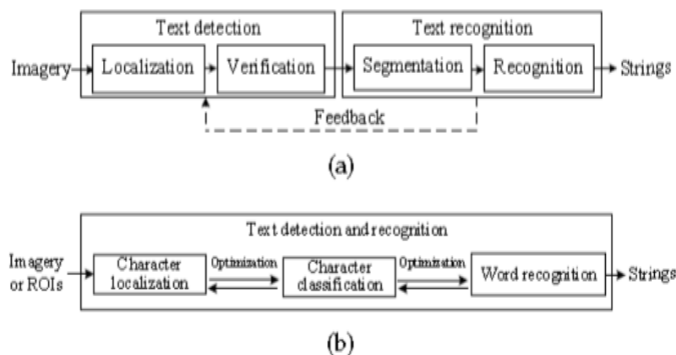 Text detection
Text recognition
Imagery
Localization
Verification
Segmentation
Recognition
Strings
Feedback
(a)
Text detection and recognition
Imagery
or ROIs
Character
localization
Optimization
Character
classification
Optimization
Word recognition
Strings
(b)